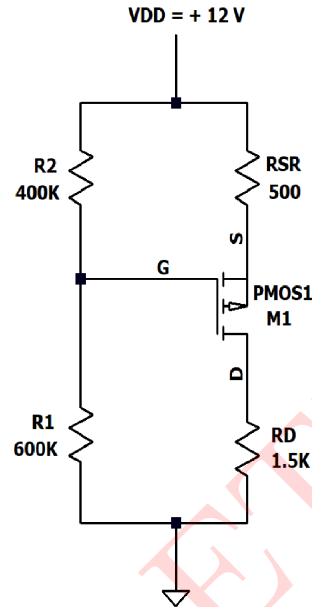 VDD = + 12 V
R2
400K
RSR
500
S
G
PMOS1
M1
D
R1
600K
RD
1.5K